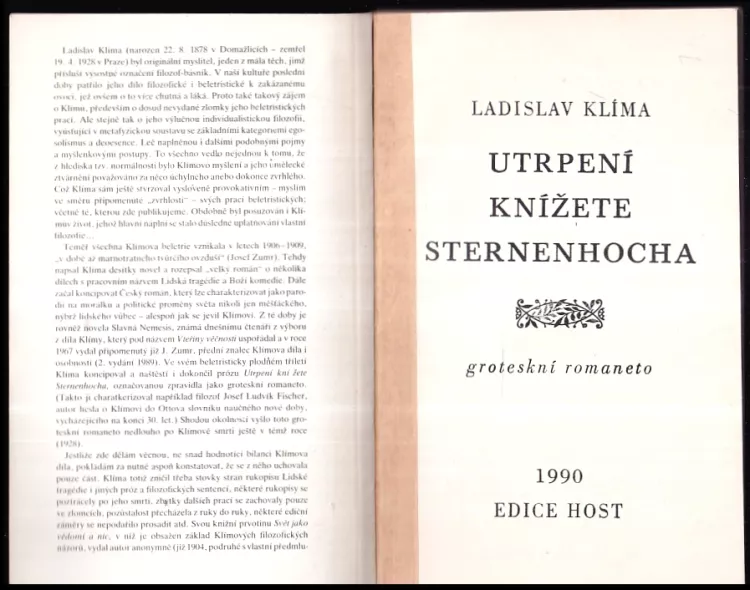 Ladislav Klíma (narozen 22. 8. 1878 v Domažlicích – zemřel
19. 4. 1928 v Praze) byl originální myslitel, jeden z mála těch, jimž
přísluší vysostné označení filozof-básník. V naší kultuře poslední
doby patřilo jeho dílo filozofické i beletristické k zakázanému
ovoci, jež ovšem o to více chutná a láká. Proto také takový zájem
o Klímu, především o dosud nevydané zlomky jeho beletristických
prací. Ale stejně tak o jeho výlučnou individualistickou filozofii,
vyúsťující v metafyzickou soustavu se základními kategoriemi ego-
solismus a deoesence. Leč naplněnou i dalšími podobnými pojmy
a myšlenkovými postupy. To všechno vedlo nejednou k tomu, že
z hlediska tzv. normálnosti bylo Klímovo myšlení a jeho umělecké
ztvárnění považováno za něco úchylného anebo dokonce zvrhlého.
Což Klíma sám ještě stvrzoval vysloveně provokativním – myslím
ve směru připomenuté „zvrhlosti“ – svých prací beletristických;
včetně té, kterou zde publikujeme. Obdobně byl posuzován i Klí-
mův život, jehož hlavní náplní se stalo důsledné uplatňování vlastní
filozofie...
Téměř všechna Klímova beletrie vznikala v letech 1906–1909,
„v době až marnotratného tvůrčího ovzduší“ (Josef Zumr). Tehdy
napsal Klíma desítky novel a rozepsal „velký román“ o několika
dílech s pracovním názvem Lidská tragédie a Boží komedie. Dále
začal koncipovat Český román, který lze charakterizovat jako paro-
dii na morálku a politické proměny světa nikoli jen měšťáckého,
nýbrž lidského vůbec – alespoň jak se jevil Klímovi. Z té doby je
rovněž novela Slavná Nemesis, známá dnešnímu čtenáři z výboru
z díla Klímy, který pod názvem Vteřiny věčnosti uspořádal a v roce
1967 vydal připomenutý již J. Zumr, přední znalec Klímova díla i
osobnosti (2. vydání 1989). Ve svém beletristicky plodném třiletí
Klíma koncipoval a naštěstí i dokončil prózu Utrpení knížete
Sternenhocha, označovanou zpravidla jako groteskní romaneto.
(Takto ji charakterizoval například filozof Josef Ludvík Fischer,
autor hesla o Klímovi do Ottova slovníku naučného nové doby,
vycházejícího na konci 30. let.) Shodou okolností vyšlo toto gro-
teskní romaneto nedlouho po Klímově smrti ještě v témž roce
(1928).
Jestliže zde dělám věcnou, ne snad hodnotící bilanci Klímova
díla, pokládám za nutné aspoň konstatovat, že se z něho uchovala
pouze část. Klíma totiž zničil třeba stovky stran rukopisu Lidské
tragédie i jiných próz a filozofických sentencí, některé rukopisy se
poztrácely po jeho smrti, zbytky dalších prací se zachovaly pouze
ve zlomcích, pozůstalost přecházela z ruky do ruky, některé ediční
záměry se nepodařilo prosadit atd. Svou knižní prvotinu Svět jako
vědomí a nic, v níž je obsažen základ Klímových filozofických
názorů, vydal autor anonymně (již 1904, podruhé s vlastní předmlu-
LADISLAV KLÍMA
UTRPENÍ
KNÍŽETE
STERNENHOCHA
groteskní romaneto
1990
EDICE HOST